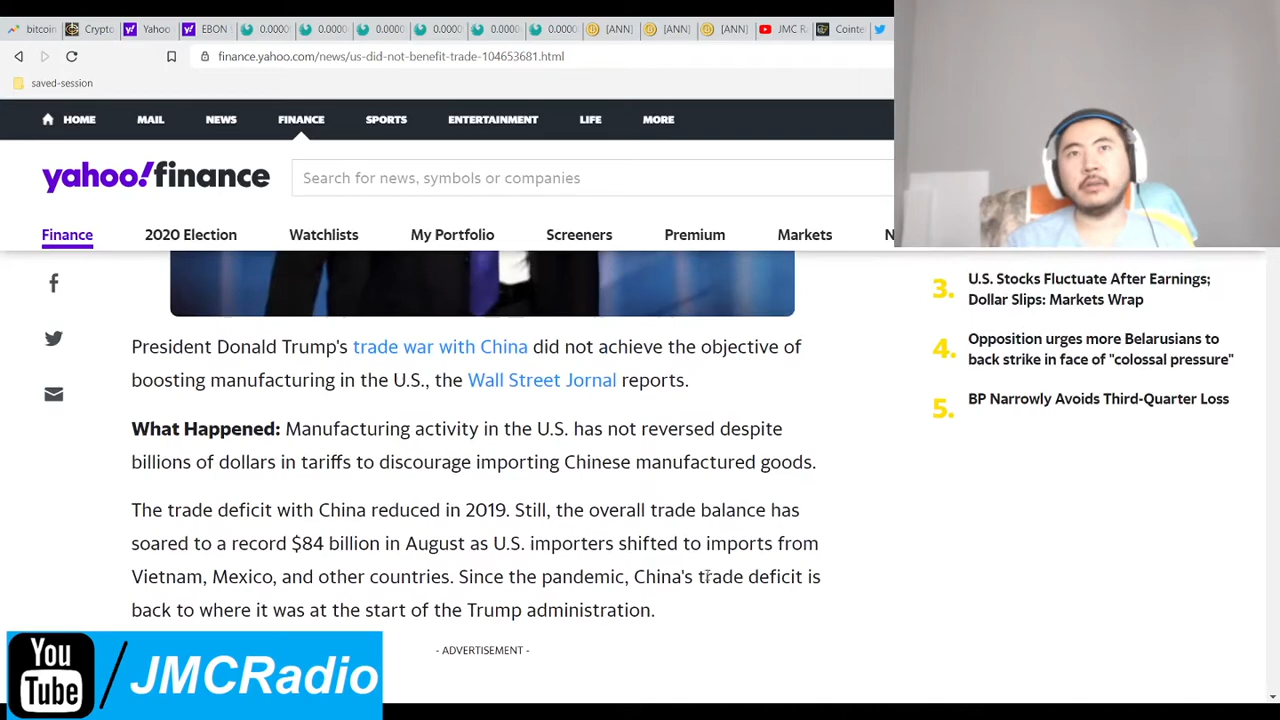 bitcoin
Crypto
Yahoo
EBON
0.0000
0.0000
0.0000
0.0000
0.0000
0.0000
[ANN]
[ANN]
[ANN]
JMC R
Cointe
finance.yahoo.com/news/us-did-not-benefit-trade-104653681.html
saved-session
HOME MAIL NEWS FINANCE SPORTS ENTERTAINMENT LIFE MORE
yahoo!finance
Search for news, symbols or companies
Finance 2020 Election Watchlists My Portfolio Screeners Premium Markets N
President Donald Trump's trade war with China did not achieve the objective of
boosting manufacturing in the U.S., the Wall Street Jornal reports.
What Happened: Manufacturing activity in the U.S. has not reversed despite
billions of dollars in tariffs to discourage importing Chinese manufactured goods.
The trade deficit with China reduced in 2019. Still, the overall trade balance has
soared to a record $84 billion in August as U.S. importers shifted to imports from
Vietnam, Mexico, and other countries. Since the pandemic, China's trade deficit is
back to where it was at the start of the Trump administration.
- ADVERTISEMENT -
3. U.S. Stocks Fluctuate After Earnings;
Dollar Slips: Markets Wrap
4. Opposition urges more Belarusians to
back strike in face of "colossal pressure"
5. BP Narrowly Avoids Third-Quarter Loss
You
Tube
/JMCRadio